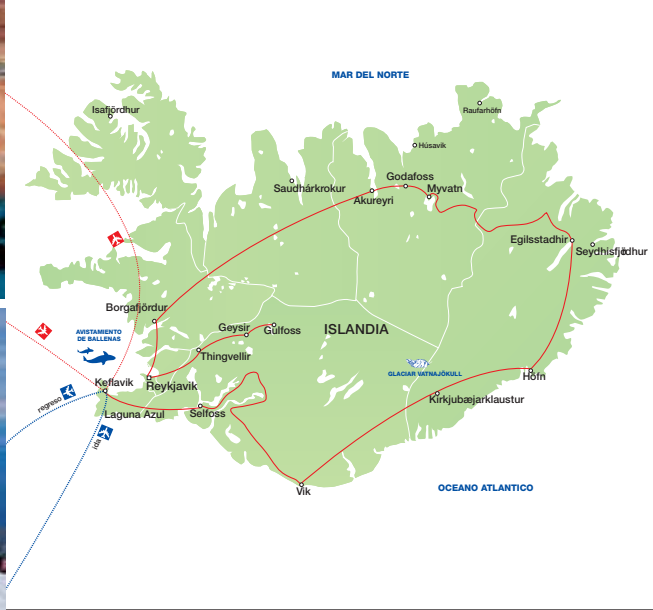 MAR DEL NORTE
Isafjördhur
Raufarhöfn
Húsavik
Godafoss
Saudhárkrokur
Myvatn
Akureyri
Egilsstadhir
Seydhisfjördhur
Borgafjördur
Geysir
Gulfoss
ISLANDIA
AVISTAMIENTO
DE BALLENAS
Thingvellir
GLACIAR VATNAJÖKULL
Keflavik
Reykjavik
Höfn
regreso
Kirkjubæjarklaustur
Laguna Azul
Selfoss
ida
Vik
OCEANO ATLANTICO